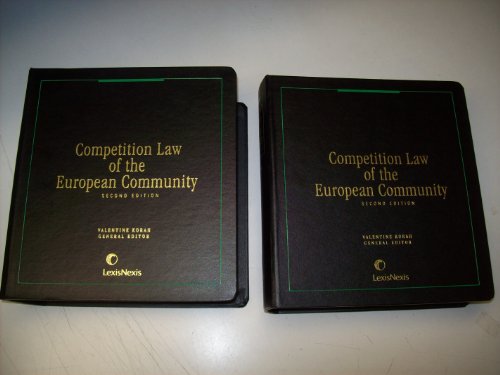 Competition Law
of the
European Community
SECOND EDITION
VALENTINE KORAH
GENERAL EDITOR
LexisNexis
Competition Law
of the
European Community
SECOND EDITION
VALENTINE KORAH
GENERAL EDITOR
LexisNexis